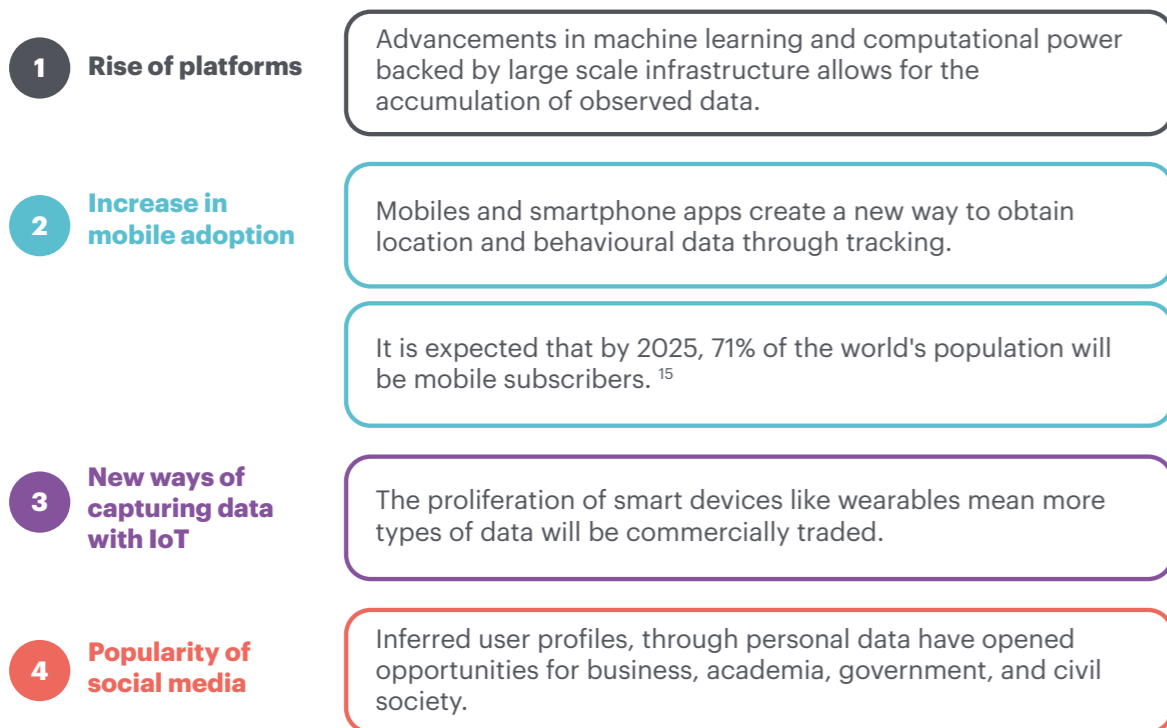 1
Rise of platforms
Advancements in machine learning and computational power
backed by large scale infrastructure allows for the
accumulation of observed data.
2
Increase in
mobile adoption
Mobiles and smartphone apps create a new way to obtain
location and behavioural data through tracking.
It is expected that by 2025, 71% of the world's population will
be mobile subscribers. 15
3
New ways of
capturing data
with IoT
The proliferation of smart devices like wearables mean more
types of data will be commercially traded.
4
Popularity of
social media
Inferred user profiles, through personal data have opened
opportunities for business, academia, government, and civil
society.